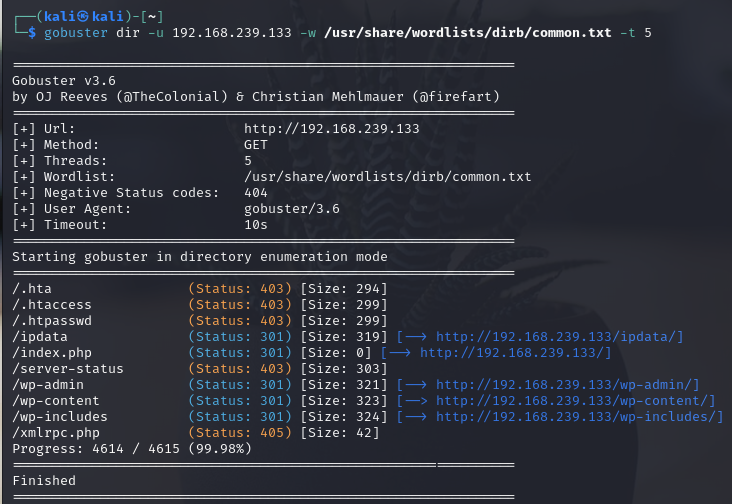 ┌──(kali㉿kali)-[~]
└─$ gobuster dir -u 192.168.239.133 -w /usr/share/wordlists/dirb/common.txt -t 5
===============================================================
Gobuster v3.6
by OJ Reeves (@TheColonial) & Christian Mehlmauer (@firefart)
===============================================================
[+] Url:                     http://192.168.239.133
[+] Method:                  GET
[+] Threads:                 5
[+] Wordlist:                /usr/share/wordlists/dirb/common.txt
[+] Negative Status codes:   404
[+] User Agent:              gobuster/3.6
[+] Timeout:                 10s
===============================================================
Starting gobuster in directory enumeration mode
===============================================================
/.hta                 (Status: 403) [Size: 294]
/.htaccess            (Status: 403) [Size: 299]
/.htpasswd            (Status: 403) [Size: 299]
/ipdata               (Status: 301) [Size: 319] [--> http://192.168.239.133/ipdata/]
/index.php            (Status: 301) [Size: 0] [--> http://192.168.239.133/]
/server-status        (Status: 403) [Size: 303]
/wp-admin             (Status: 301) [Size: 321] [--> http://192.168.239.133/wp-admin/]
/wp-content           (Status: 301) [Size: 323] [--> http://192.168.239.133/wp-content/]
/wp-includes          (Status: 301) [Size: 324] [--> http://192.168.239.133/wp-includes/]
/xmlrpc.php           (Status: 405) [Size: 42]
Progress: 4614 / 4615 (99.98%)
===============================================================
Finished
===============================================================